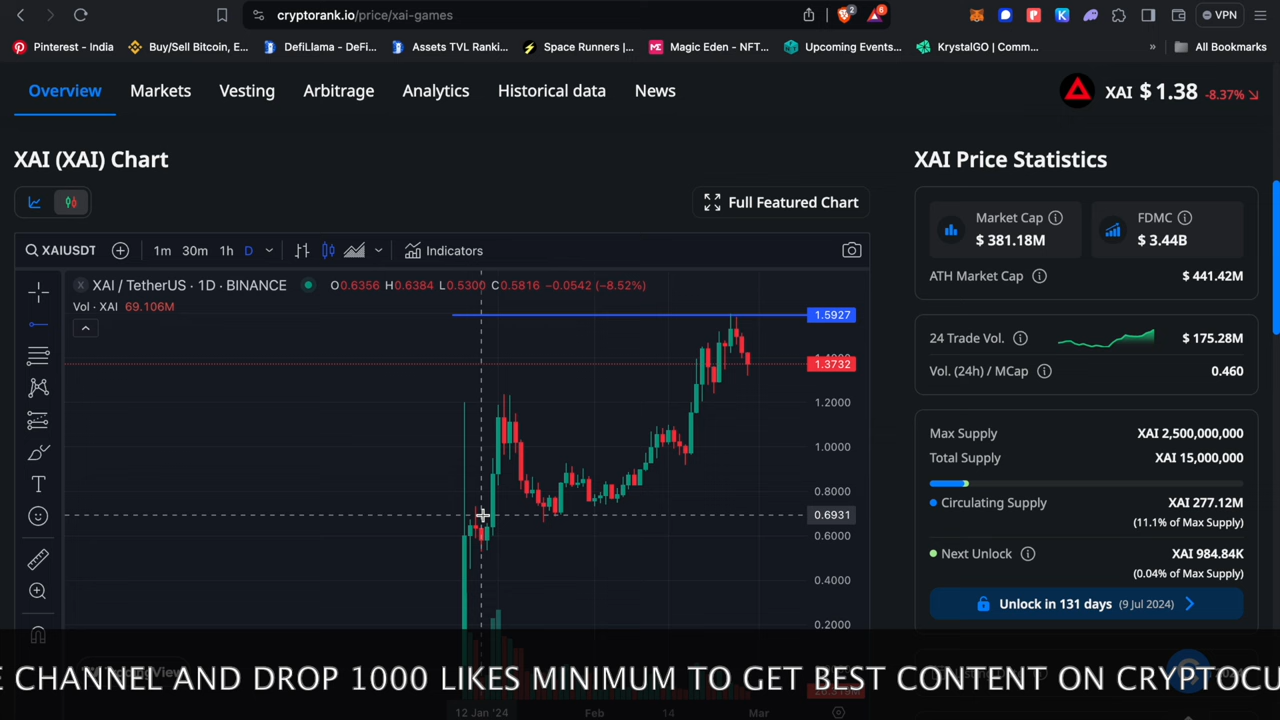 cryptorank.io/price/xai-games
2
6
VPN
Pinterest - India
Buy/Sell Bitcoin, E...
DefiLlama - DeFi...
Assets TVL Ranki...
Space Runners |...
Magic Eden - NFT...
Upcoming Events...
KrystalGO | Comm...
»
All Bookmarks
Overview
Markets
Vesting
Arbitrage
Analytics
Historical data
News
XAI $ 1.38 -8.37%
XAI (XAI) Chart
Full Featured Chart
XAIUSDT
1m 30m 1h D
Indicators
XAI / TetherUS · 1D · BINANCE
O0.6356 H0.6384 L0.5300 C0.5816 -0.0542 (-8.52%)
Vol · XAI 69.106M
1.5927
1.3732
1.2000
1.0000
0.8000
0.6931
0.6000
0.4000
0.2000
12 Jan '24
Feb
14
Mar
XAI Price Statistics
Market Cap
$ 381.18M
FDMC
$ 3.44B
ATH Market Cap
$ 441.42M
24 Trade Vol.
$ 175.28M
Vol. (24h) / MCap
0.460
Max Supply
XAI 2,500,000,000
Total Supply
XAI 15,000,000
Circulating Supply
XAI 277.12M
(11.1% of Max Supply)
Next Unlock
XAI 984.84K
(0.04% of Max Supply)
Unlock in 131 days (9 Jul 2024)
E CHANNEL AND DROP 1000 LIKES MINIMUM TO GET BEST CONTENT ON CRYPTOCU